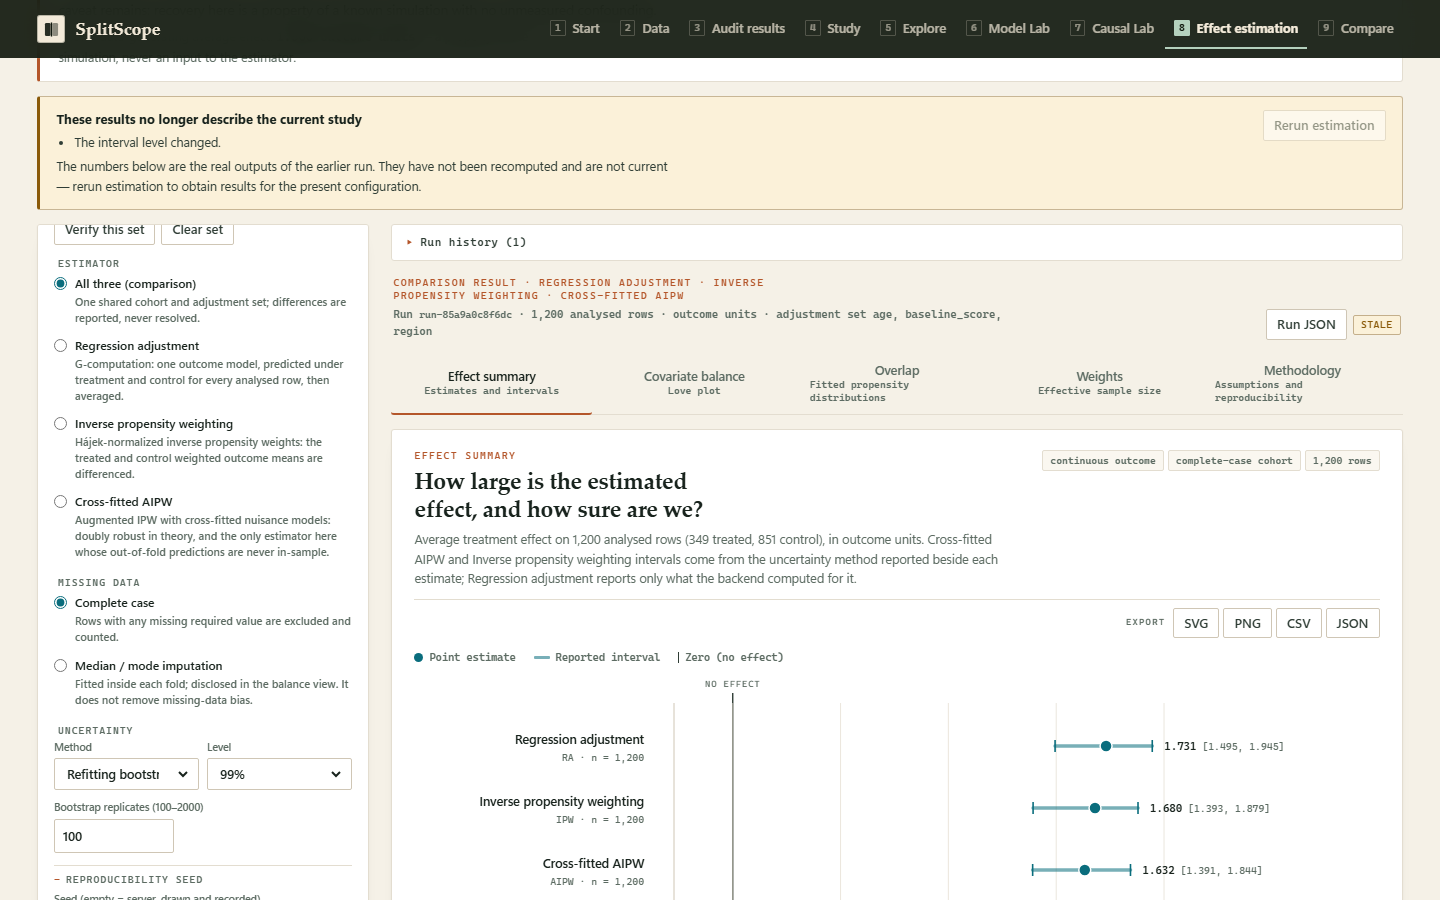 SplitScope
1 Start
2 Data
3 Audit results
4 Study
5 Explore
6 Model Lab
7 Causal Lab
8 Effect estimation
9 Compare
simulation, never an input to the estimator.
These results no longer describe the current study
• The interval level changed.
The numbers below are the real outputs of the earlier run. They have not been recomputed and are not current
— rerun estimation to obtain results for the present configuration.
Rerun estimation
Verify this set
Clear set
ESTIMATOR
All three (comparison)
One shared cohort and adjustment set; differences are
reported, never resolved.
Regression adjustment
G-computation: one outcome model, predicted under
treatment and control for every analysed row, then
averaged.
Inverse propensity weighting
Hájek-normalized inverse propensity weights: the
treated and control weighted outcome means are
differenced.
Cross-fitted AIPW
Augmented IPW with cross-fitted nuisance models:
doubly robust in theory, and the only estimator here
whose out-of-fold predictions are never in-sample.
MISSING DATA
Complete case
Rows with any missing required value are excluded and
counted.
Median / mode imputation
Fitted inside each fold; disclosed in the balance view. It
does not remove missing-data bias.
UNCERTAINTY
Method
Level
Refitting bootstr
99%
Bootstrap replicates (100–2000)
100
– REPRODUCIBILITY SEED
Seed (empty = server, drawn and recorded)
▸ Run history (1)
COMPARISON RESULT · REGRESSION ADJUSTMENT · INVERSE
PROPENSITY WEIGHTING · CROSS-FITTED AIPW
Run run-85a9a0c8f6dc · 1,200 analysed rows · outcome units · adjustment set age, baseline_score,
region
Run JSON
STALE
Effect summary
Estimates and intervals
Covariate balance
Love plot
Overlap
Fitted propensity
distributions
Weights
Effective sample size
Methodology
Assumptions and
reproducibility
EFFECT SUMMARY
How large is the estimated
effect, and how sure are we?
continuous outcome
complete-case cohort
1,200 rows
Average treatment effect on 1,200 analysed rows (349 treated, 851 control), in outcome units. Cross-fitted
AIPW and Inverse propensity weighting intervals come from the uncertainty method reported beside each
estimate; Regression adjustment reports only what the backend computed for it.
EXPORT
SVG
PNG
CSV
JSON
Point estimate
Reported interval
Zero (no effect)
NO EFFECT
Regression adjustment
RA · n = 1,200
1.731 [1.495, 1.945]
Inverse propensity weighting
IPW · n = 1,200
1.680 [1.393, 1.879]
Cross-fitted AIPW
AIPW · n = 1,200
1.632 [1.391, 1.844]